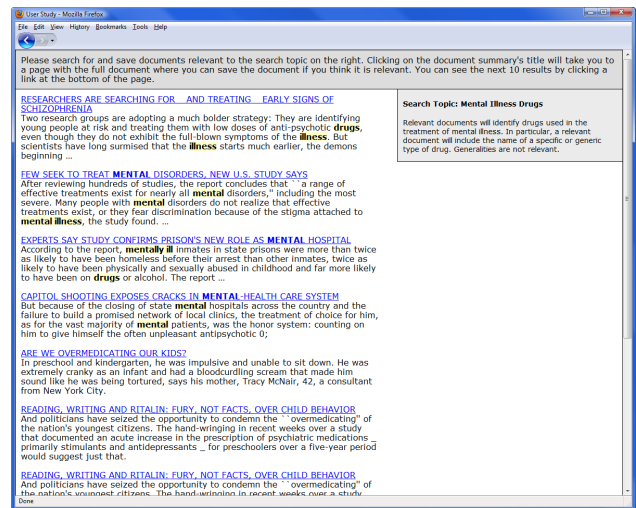 User Study - Mozilla Firefox
File Edit View History Bookmarks Tools Help
Please search for and save documents relevant to the search topic on the right. Clicking on the document summary's title will take you to
a page with the full document where you can save the document if you think it is relevant. You can see the next 10 results by clicking a
link at the bottom of the page.
RESEARCHERS ARE SEARCHING FOR AND TREATING EARLY SIGNS OF
SCHIZOPHRENIA
Two research groups are adopting a much bolder strategy: They are identifying
young people at risk and treating them with low doses of anti-psychotic drugs,
even though they do not exhibit the full-blown symptoms of the illness. But
scientists have long surmised that the illness starts much earlier, the demons
beginning ...
FEW SEEK TO TREAT MENTAL DISORDERS, NEW U.S. STUDY SAYS
After reviewing hundreds of studies, the report concludes that ``a range of
effective treatments exist for nearly all mental disorders,'' including the most
severe. Many people with mental disorders do not realize that effective
treatments exist, or they fear discrimination because of the stigma attached to
mental illness, the study found. ...
EXPERTS SAY STUDY CONFIRMS PRISON'S NEW ROLE AS MENTAL HOSPITAL
According to the report, mentally ill inmates in state prisons were more than twice
as likely to have been homeless before their arrest than other inmates, twice as
likely to have been physically and sexually abused in childhood and far more likely
to have been on drugs or alcohol. The report ...
CAPITOL SHOOTING EXPOSES CRACKS IN MENTAL-HEALTH CARE SYSTEM
But because of the closing of state mental hospitals across the country and the
failure to build a promised network of local clinics, the treatment of choice for him,
as for the vast majority of mental patients, was the honor system: counting on
him to give himself the often unpleasant antipsychotic 0;
ARE WE OVERMEDICATING OUR KIDS?
In preschool and kindergarten, he was impulsive and unable to sit down. He was
extremely cranky as an infant and had a bloodcurdling scream that made him
sound like he was being tortured, says his mother, Tracy McNair, 42, a consultant
from New York City.
READING, WRITING AND RITALIN: FURY, NOT FACTS, OVER CHILD BEHAVIOR
And politicians have seized the opportunity to condemn the ``overmedicating'' of
the nation's youngest citizens. The hand-wringing in recent weeks over a study
that documented an acute increase in the prescription of psychiatric medications _
primarily stimulants and antidepressants _ for preschoolers over a five-year period
would suggest just that.
READING, WRITING AND RITALIN: FURY, NOT FACTS, OVER CHILD BEHAVIOR
And politicians have seized the opportunity to condemn the ``overmedicating'' of
the nation's youngest citizens. The hand-wringing in recent weeks over a study
Search Topic: Mental Illness Drugs
Relevant documents will identify drugs used in the
treatment of mental illness. In particular, a relevant
document will include the name of a specific or generic
type of drug. Generalities are not relevant.
Done